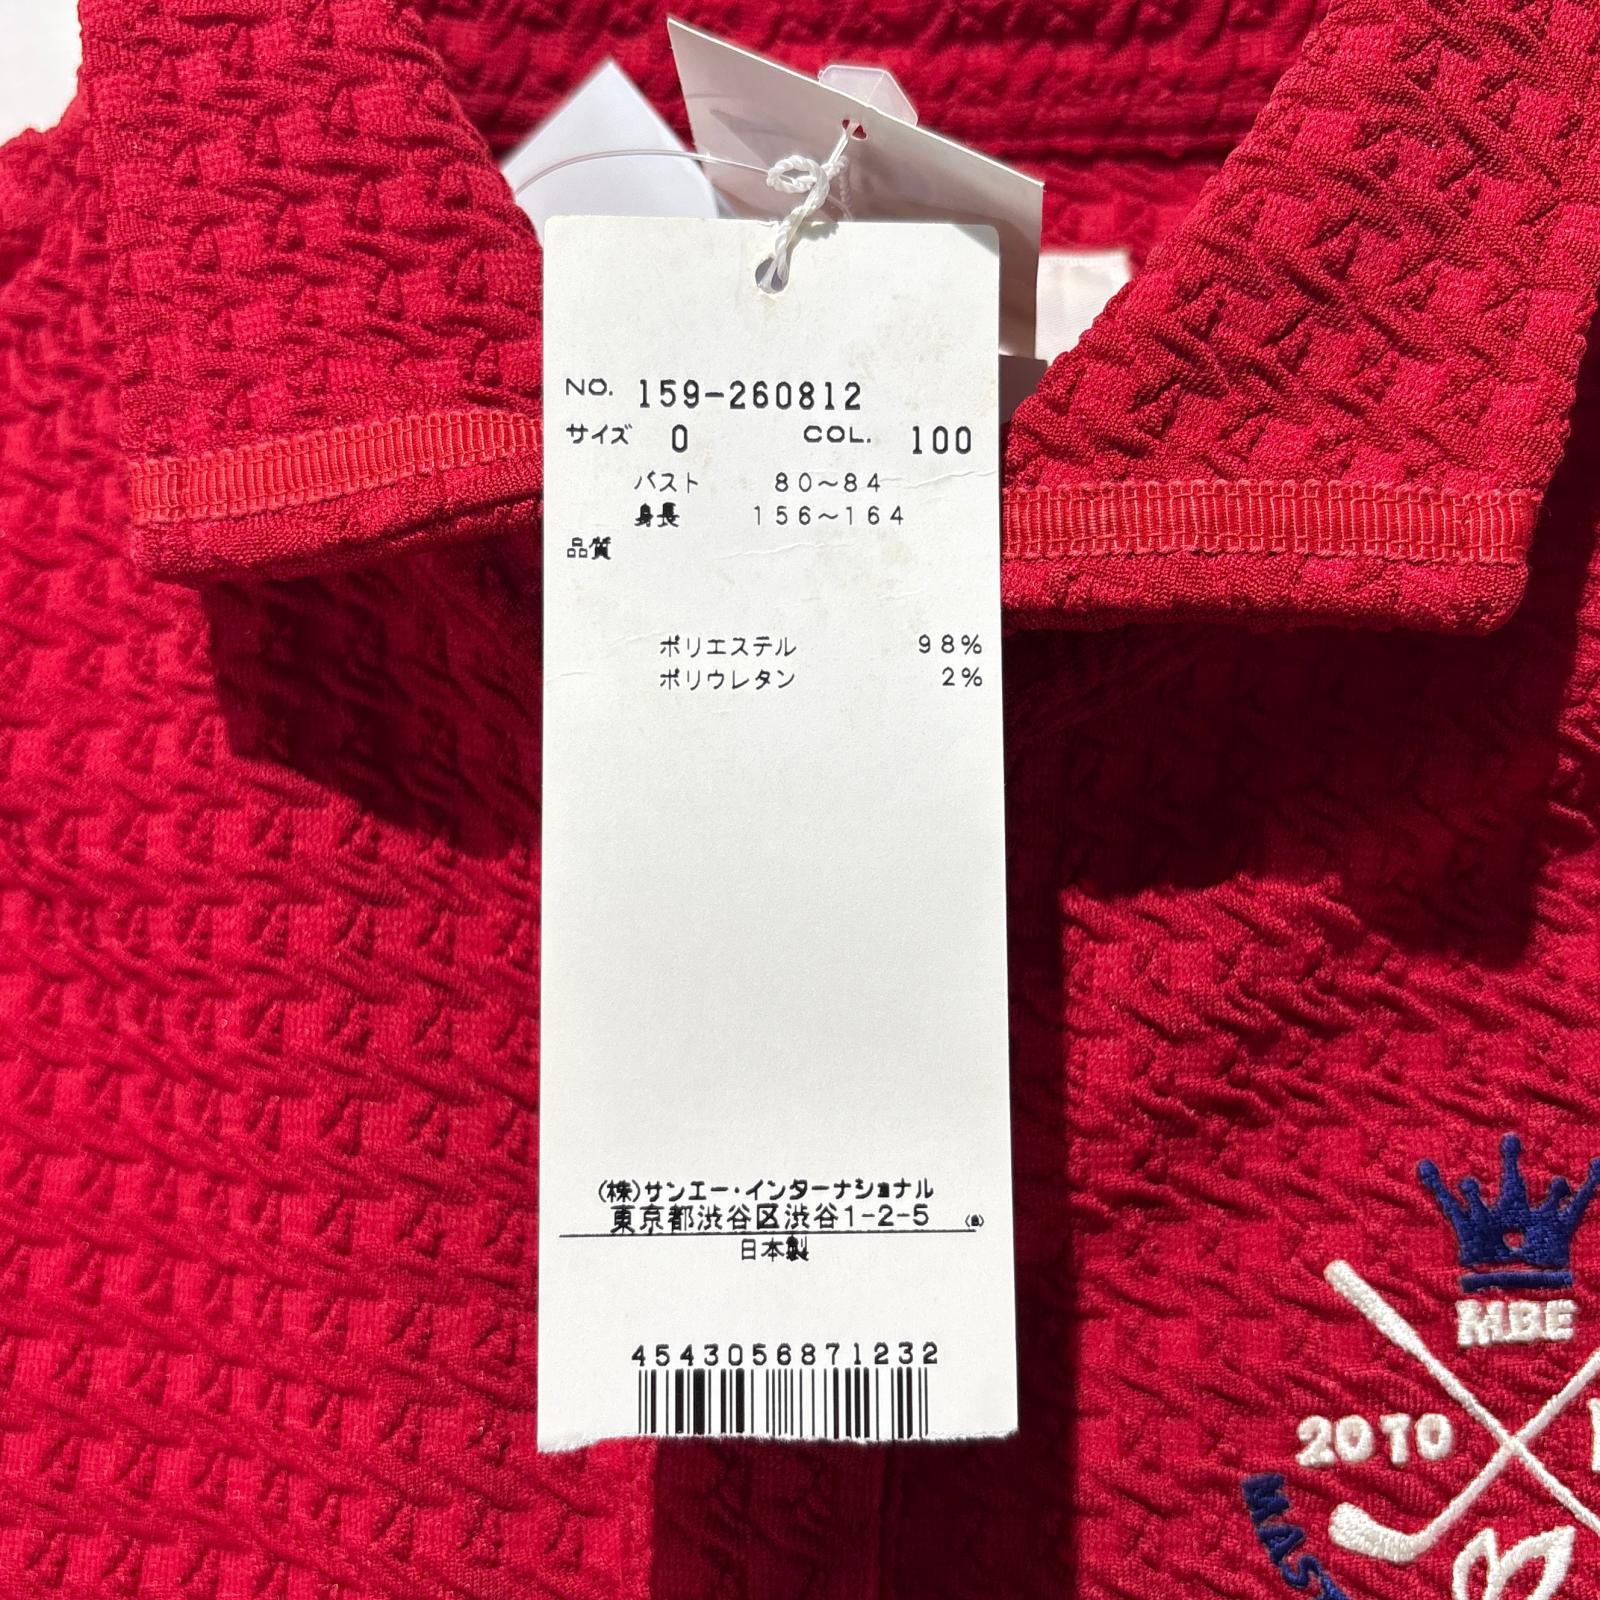 NO. 159-260812
サイズ 0 COL. 100
バスト 80~84
身長 156~164
品質
ポリエステル 98%
ポリウレタン 2%
(株)サンエー・インターナショナル
東京都渋谷区渋谷1-2-5
日本製
4543056871232
MBE
2010
MAS